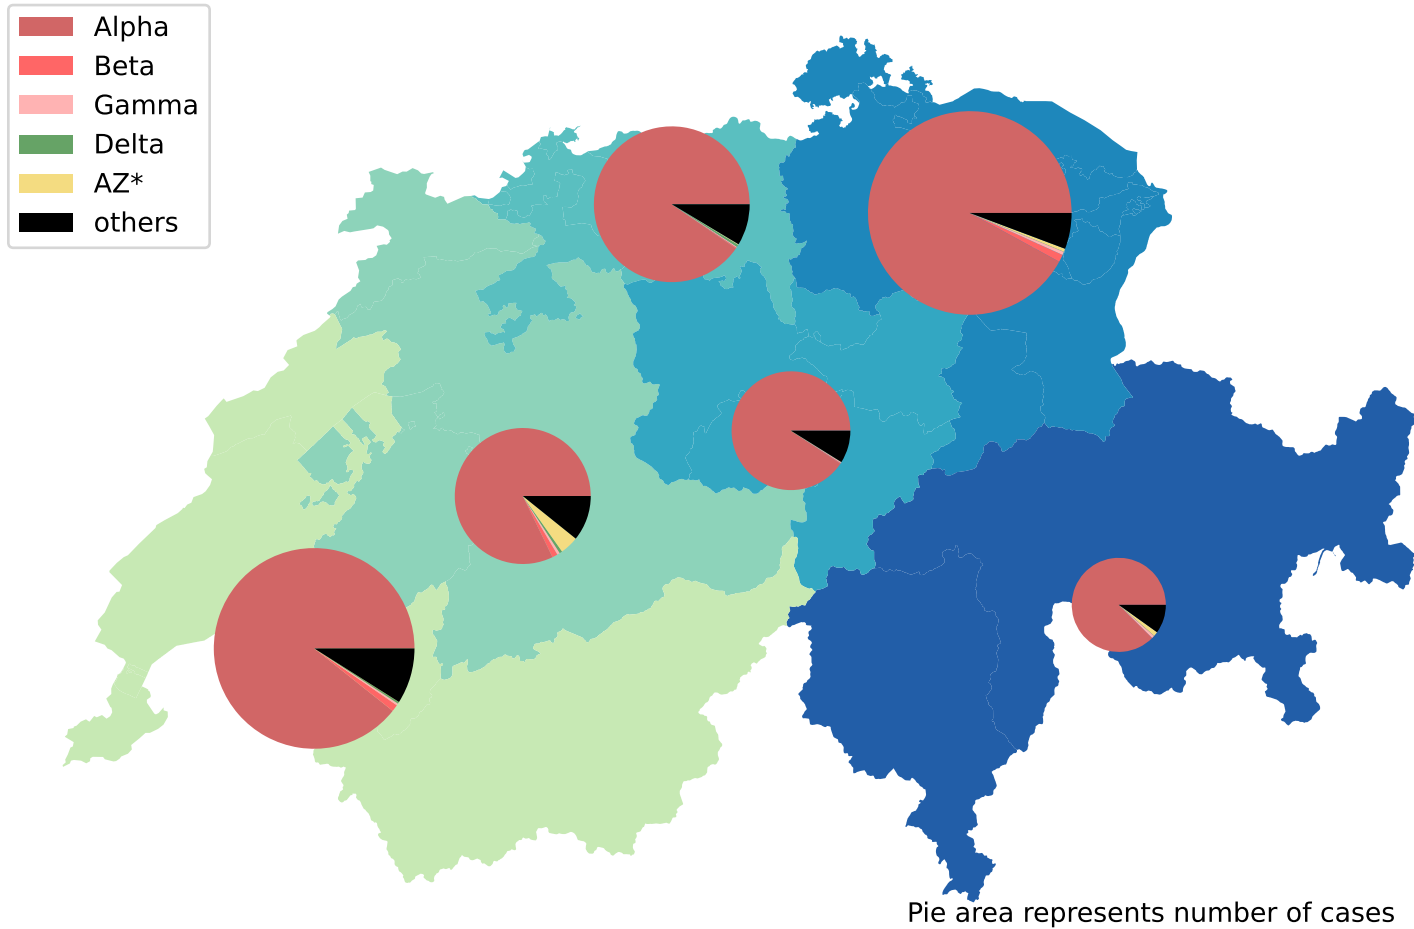 Alpha
Beta
Gamma
Delta
AZ*
others
Pie area represents number of cases